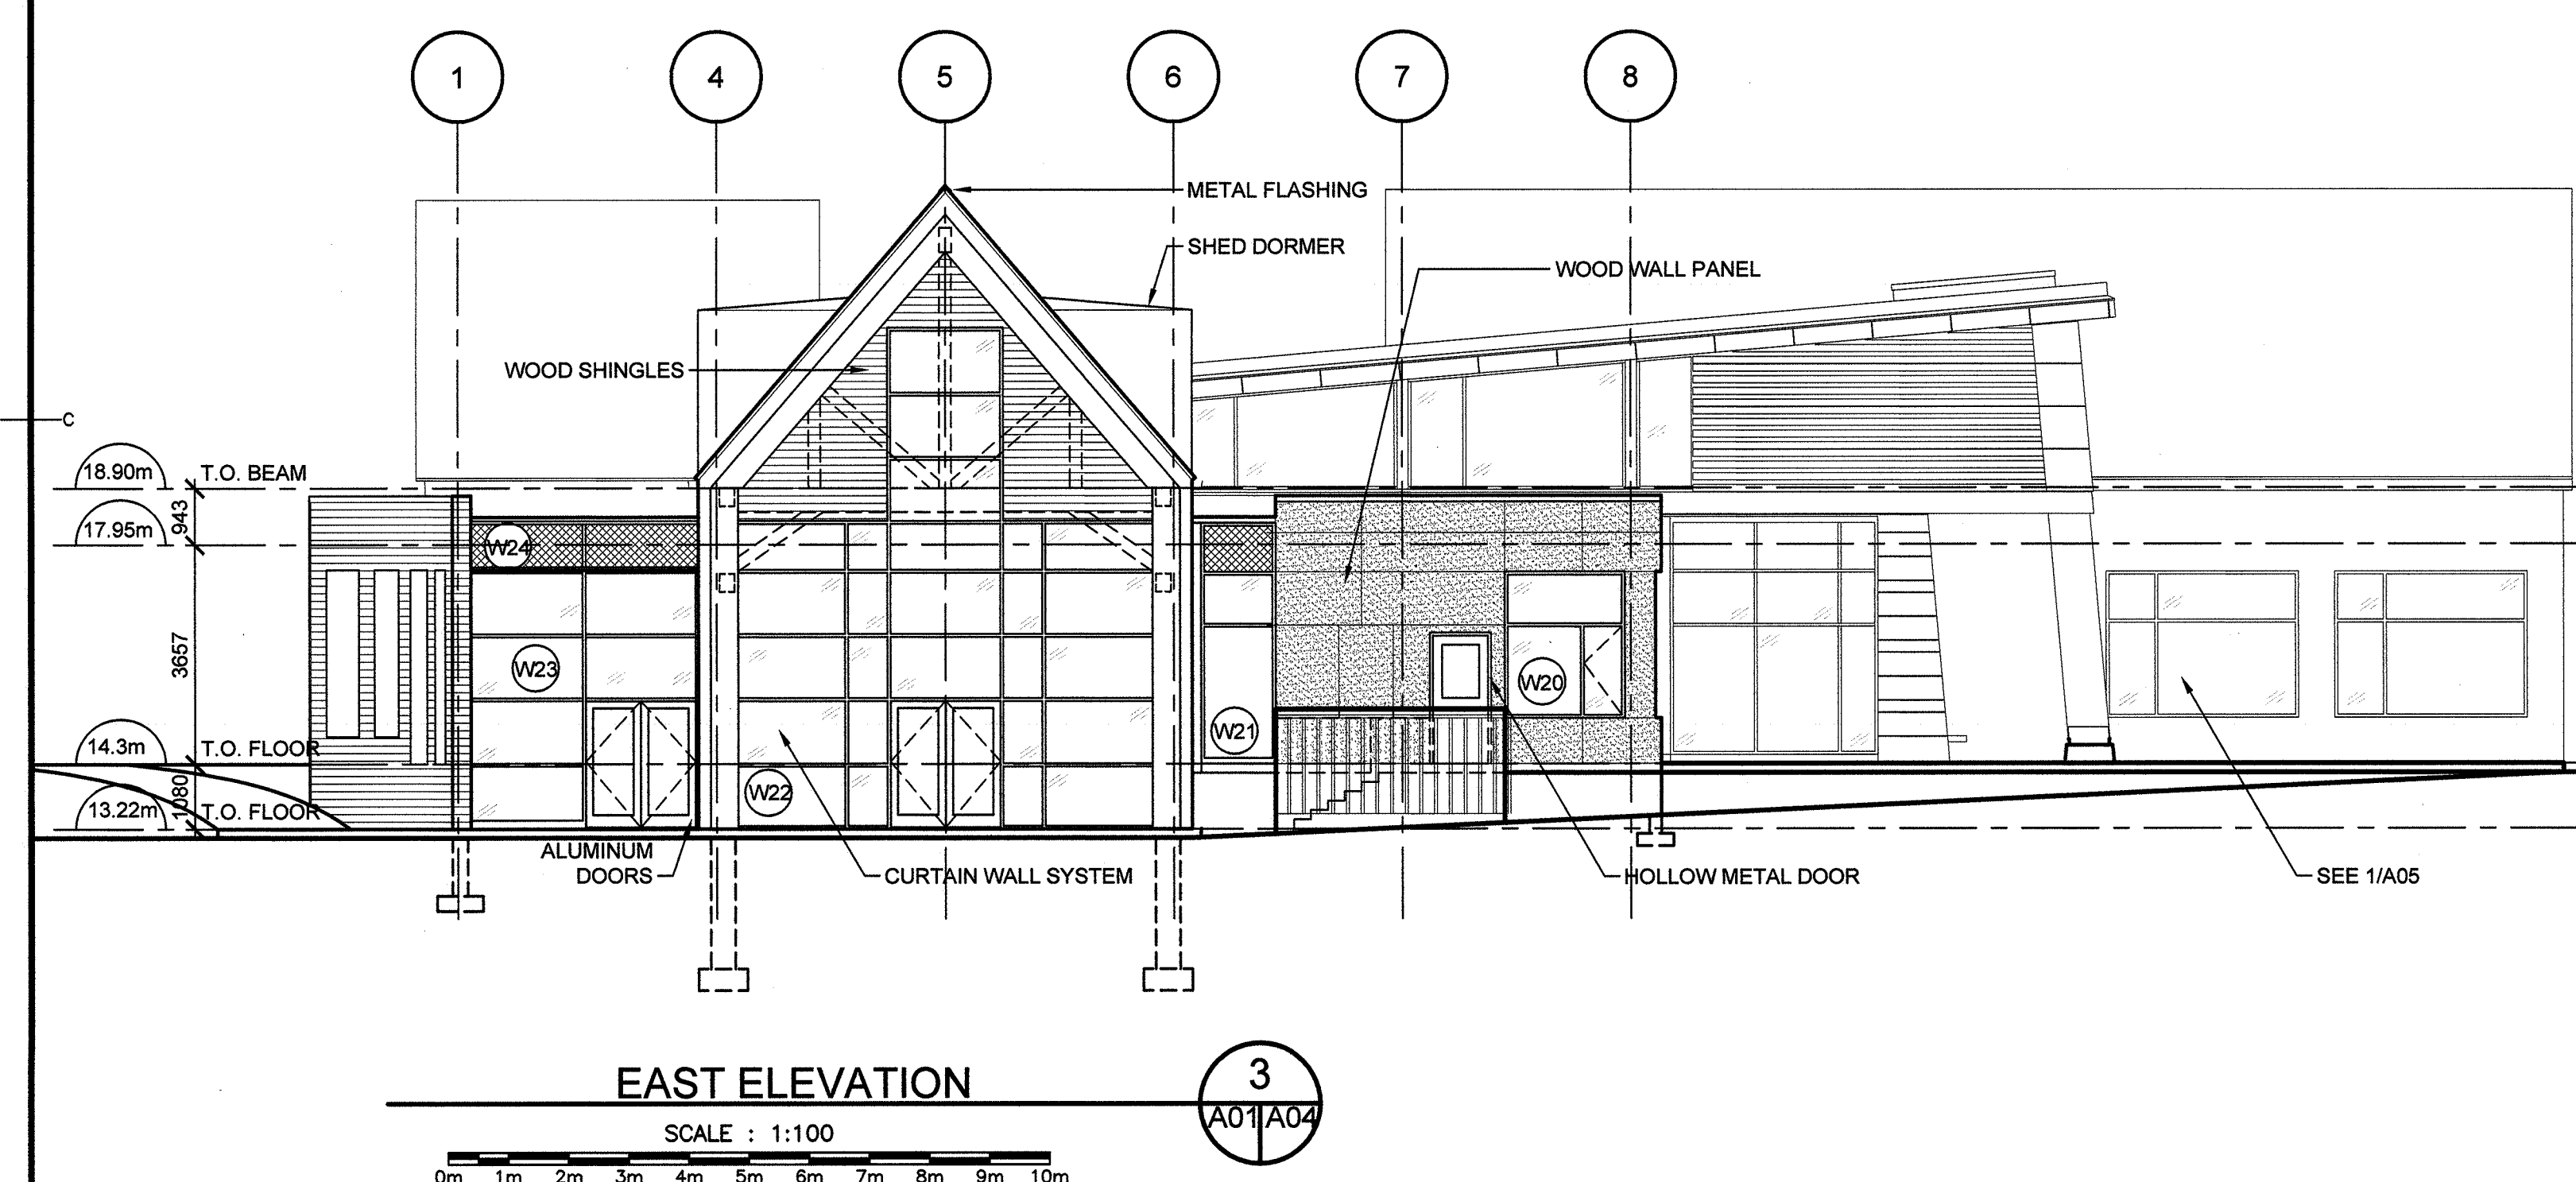 1 4 5 6 7 8
METAL FLASHING
SHED DORMER
WOOD WALL PANEL
WOOD SHINGLES
C
18.90m T.O. BEAM
943
17.95m
W24
3657
W23
W20
W21
14.3m T.O. FLOOR
W22
1080
13.22m T.O. FLOOR
ALUMINUM
DOORS
CURTAIN WALL SYSTEM
HOLLOW METAL DOOR
SEE 1/A05
EAST ELEVATION
3
A01 A04
SCALE : 1:100
0m 1m 2m 3m 4m 5m 6m 7m 8m 9m 10m